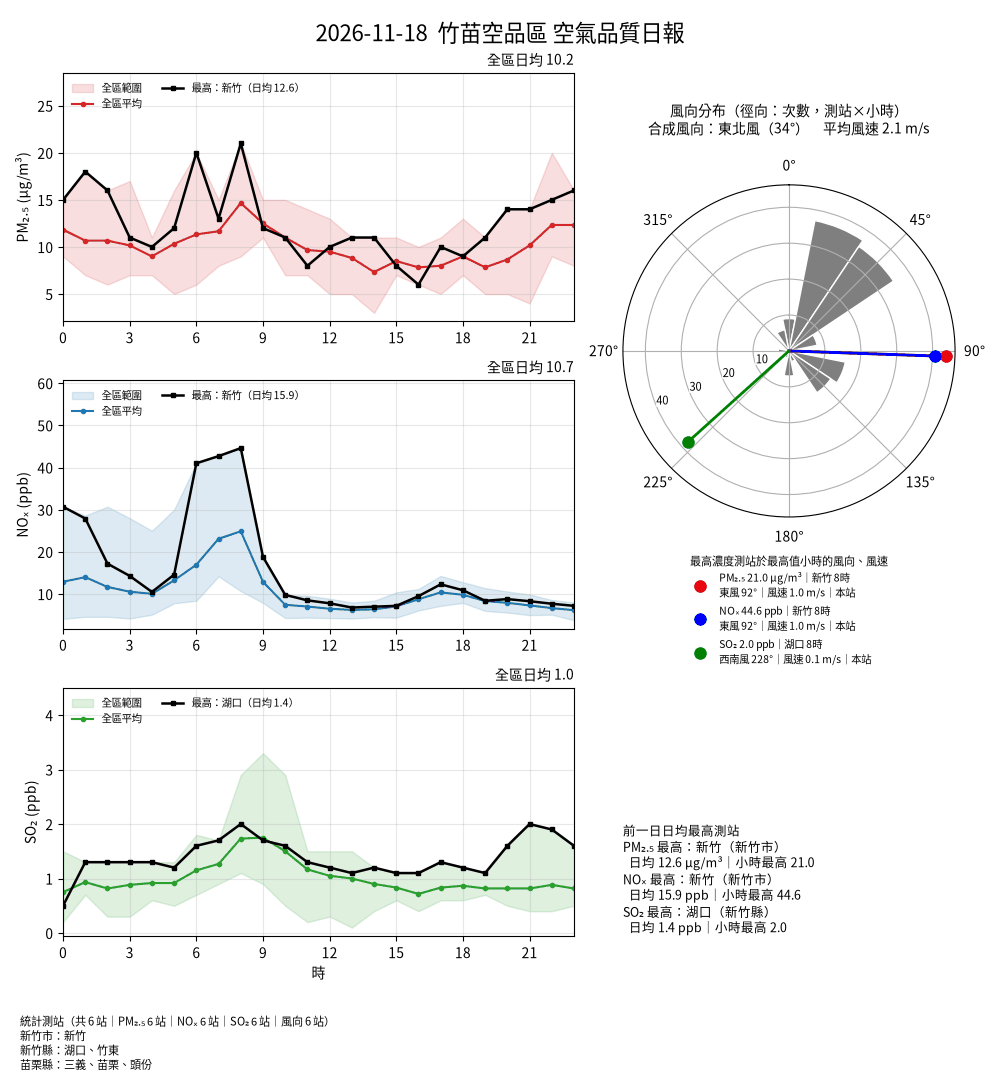 2026-11-18 竹苗空品區 空氣品質日報
全區日均 10.2
全區範圍
最高：新竹（日均 12.6）
全區平均
PM₂.₅ (μg/m³)
25
20
15
10
5
0 3 6 9 12 15 18 21
全區日均 10.7
全區範圍
最高：新竹（日均 15.9）
全區平均
NOₓ (ppb)
60
50
40
30
20
10
0 3 6 9 12 15 18 21
全區日均 1.0
全區範圍
最高：湖口（日均 1.4）
全區平均
SO₂ (ppb)
4
3
2
1
0
0 3 6 9 12 15 18 21
時
風向分布（徑向：次數，測站×小時）
合成風向：東北風（34°） 平均風速 2.1 m/s
0°
315° 45°
270° 90°
10
20
30
40
225° 135°
180°
最高濃度測站於最高值小時的風向、風速
PM₂.₅ 21.0 μg/m³｜新竹 8時
東風 92°｜風速 1.0 m/s｜本站
NOₓ 44.6 ppb｜新竹 8時
東風 92°｜風速 1.0 m/s｜本站
SO₂ 2.0 ppb｜湖口 8時
西南風 228°｜風速 0.1 m/s｜本站
前一日日均最高測站
PM₂.₅ 最高：新竹（新竹市）
日均 12.6 μg/m³｜小時最高 21.0
NOₓ 最高：新竹（新竹市）
日均 15.9 ppb｜小時最高 44.6
SO₂ 最高：湖口（新竹縣）
日均 1.4 ppb｜小時最高 2.0
統計測站（共 6 站｜PM₂.₅ 6 站｜NOₓ 6 站｜SO₂ 6 站｜風向 6 站）
新竹市：新竹
新竹縣：湖口、竹東
苗栗縣：三義、苗栗、頭份